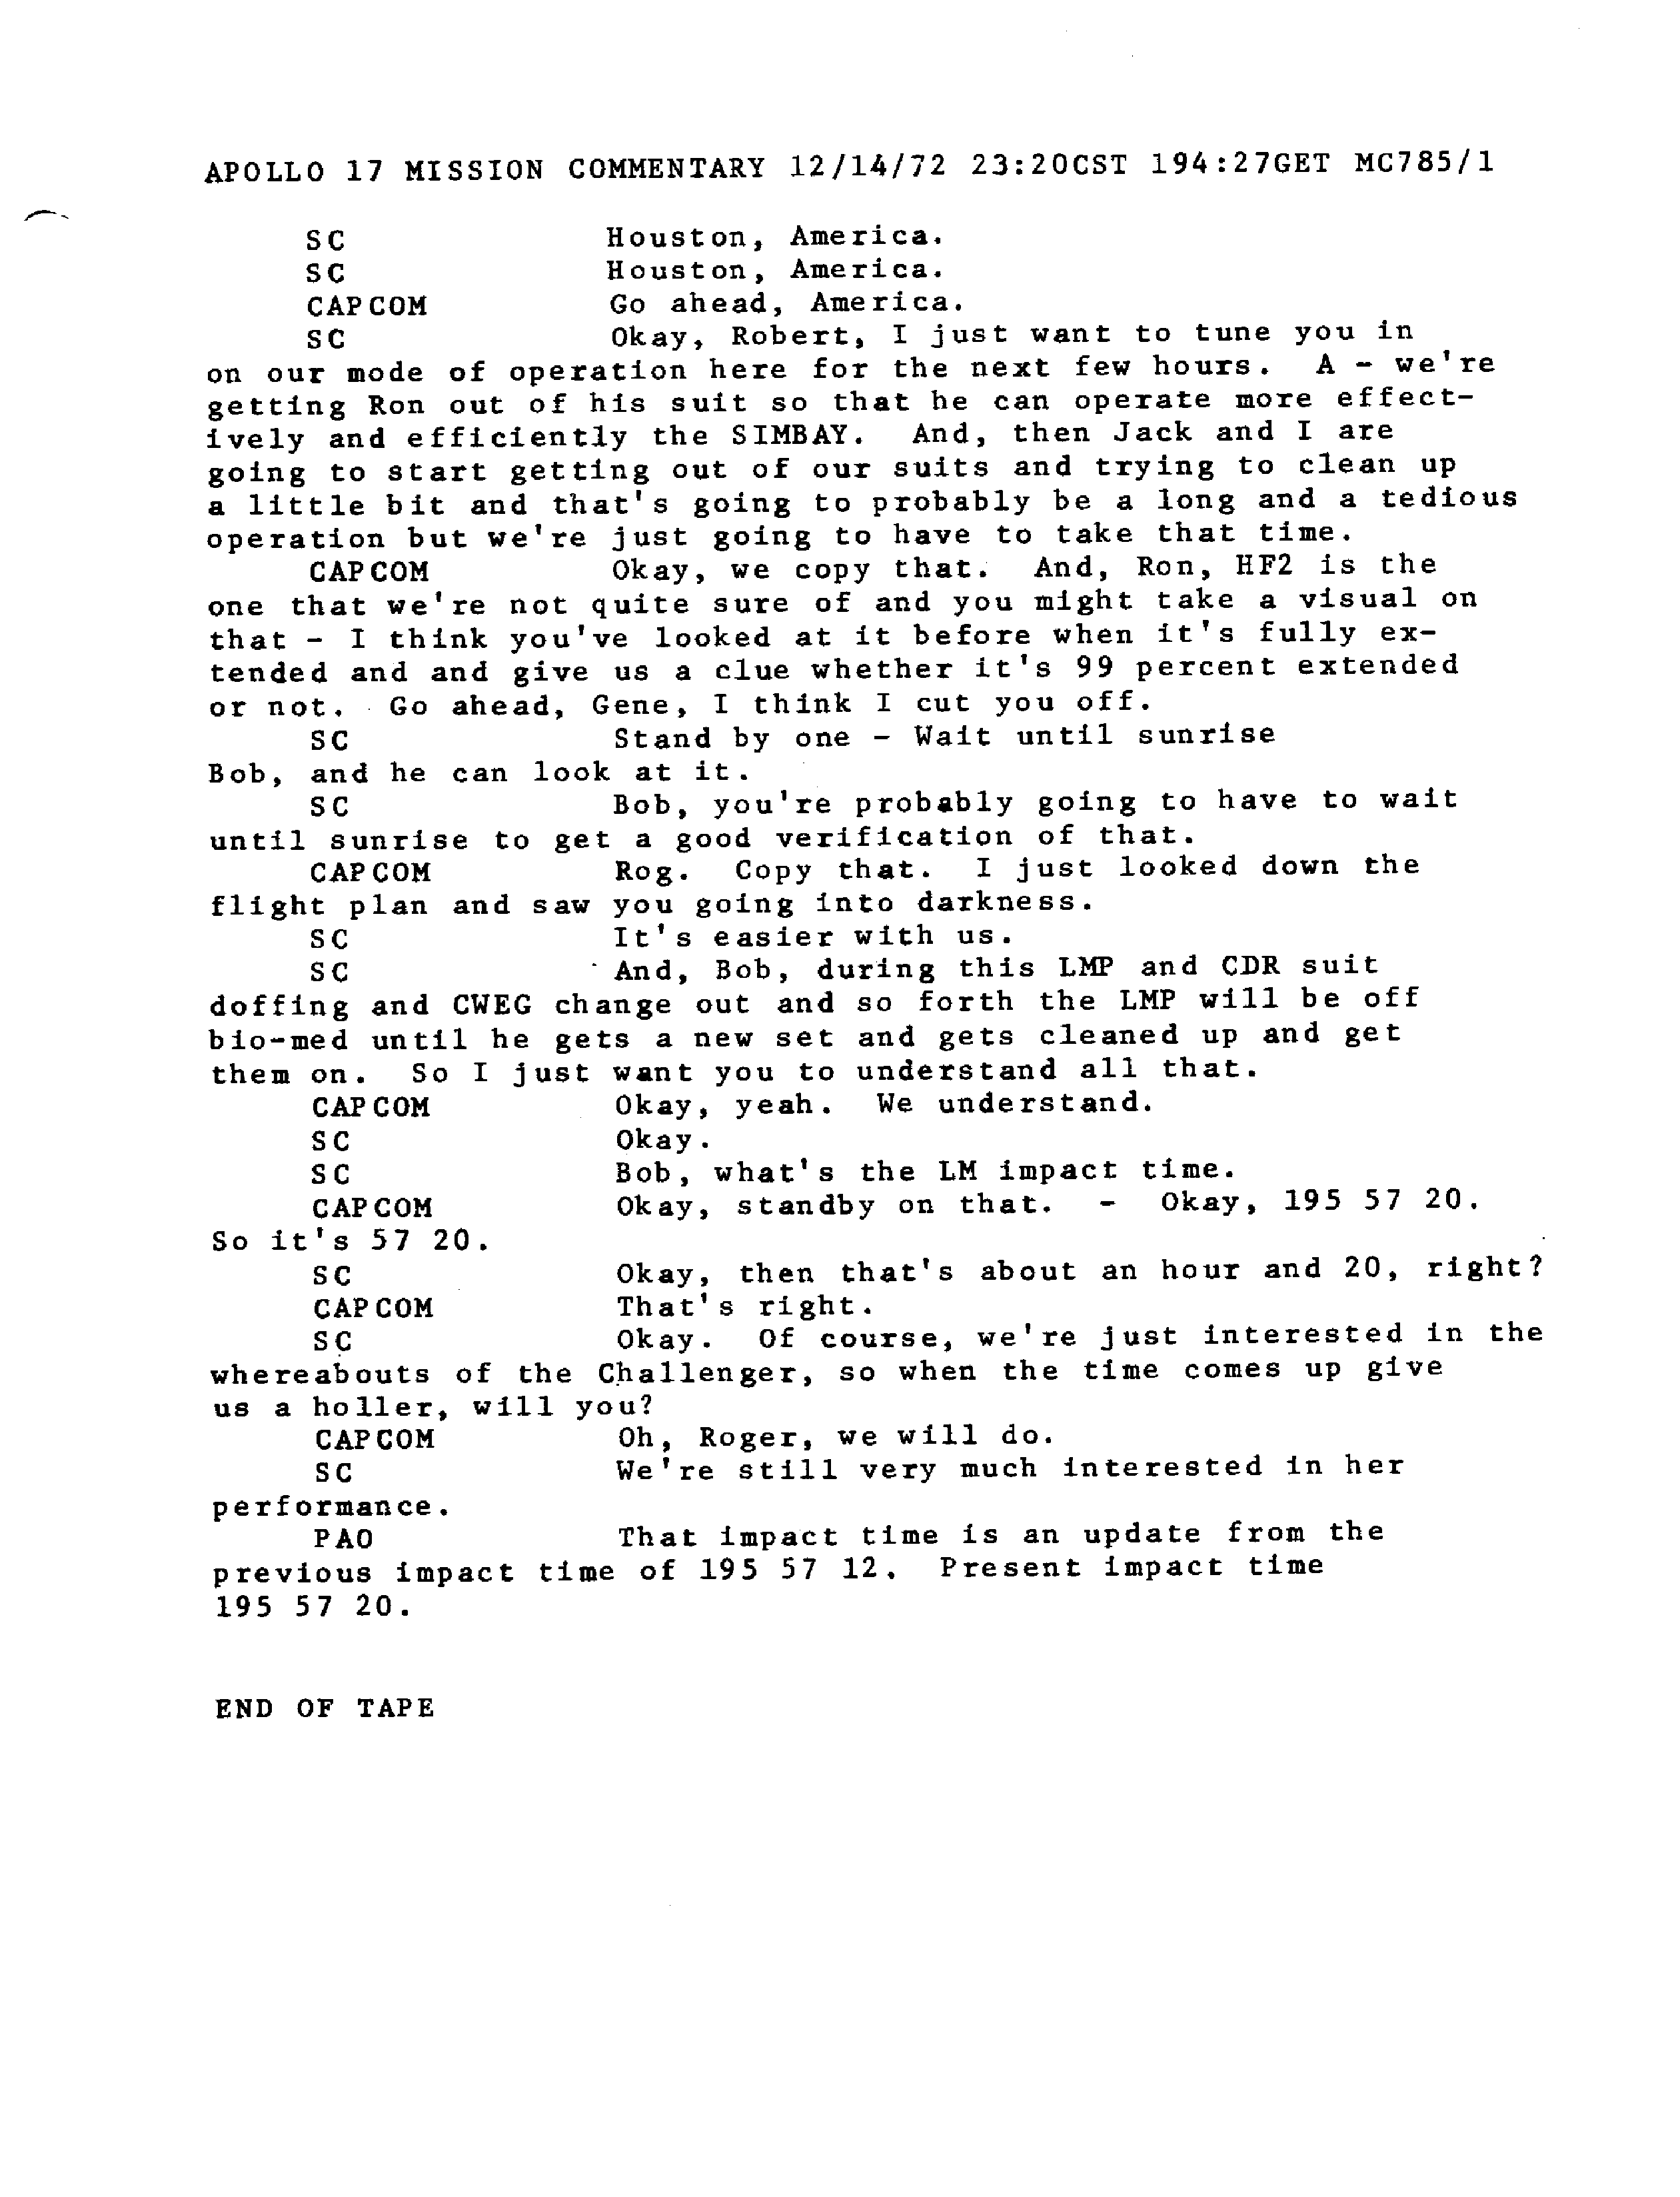 APOLLO 17 MISSION COMMENTARY 12/14/72 23:20CST 194:27GET MC785/1
SC Houston, America.
SC Houston, America.
CAPCOM Go ahead, America.
SC Okay, Robert, I just want to tune you in
on our mode of operation here for the next few hours. A - we're
getting Ron out of his suit so that he can operate more effect-
ively and efficiently the SIMBAY. And, then Jack and I are
going to start getting out of our suits and trying to clean up
a little bit and that's going to probably be a long and a tedious
operation but we're just going to have to take that time.
CAPCOM Okay, we copy that. And, Ron, HF2 is the
one that we're not quite sure of and you might take a visual on
that - I think you've looked at it before when it's fully ex-
tended and and give us a clue whether it's 99 percent extended
or not. Go ahead, Gene, I think I cut you off.
SC Stand by one - Wait until sunrise
Bob, and he can look at it.
SC Bob, you're probably going to have to wait
until sunrise to get a good verification of that.
CAPCOM Rog. Copy that. I just looked down the
flight plan and saw you going into darkness.
SC It's easier with us.
SC And, Bob, during this LMP and CDR suit
doffing and CWEG change out and so forth the LMP will be off
bio-med until he gets a new set and gets cleaned up and get
them on. So I just want you to understand all that.
CAPCOM Okay, yeah. We understand.
SC Okay.
SC Bob, what's the LM impact time.
CAPCOM Okay, standby on that. - Okay, 195 57 20.
So it's 57 20.
SC Okay, then that's about an hour and 20, right?
CAPCOM That's right.
SC Okay. Of course, we're just interested in the
whereabouts of the Challenger, so when the time comes up give
us a holler, will you?
CAPCOM Oh, Roger, we will do.
SC We're still very much interested in her
performance.
PAO That impact time is an update from the
previous impact time of 195 57 12. Present impact time
195 57 20.
END OF TAPE